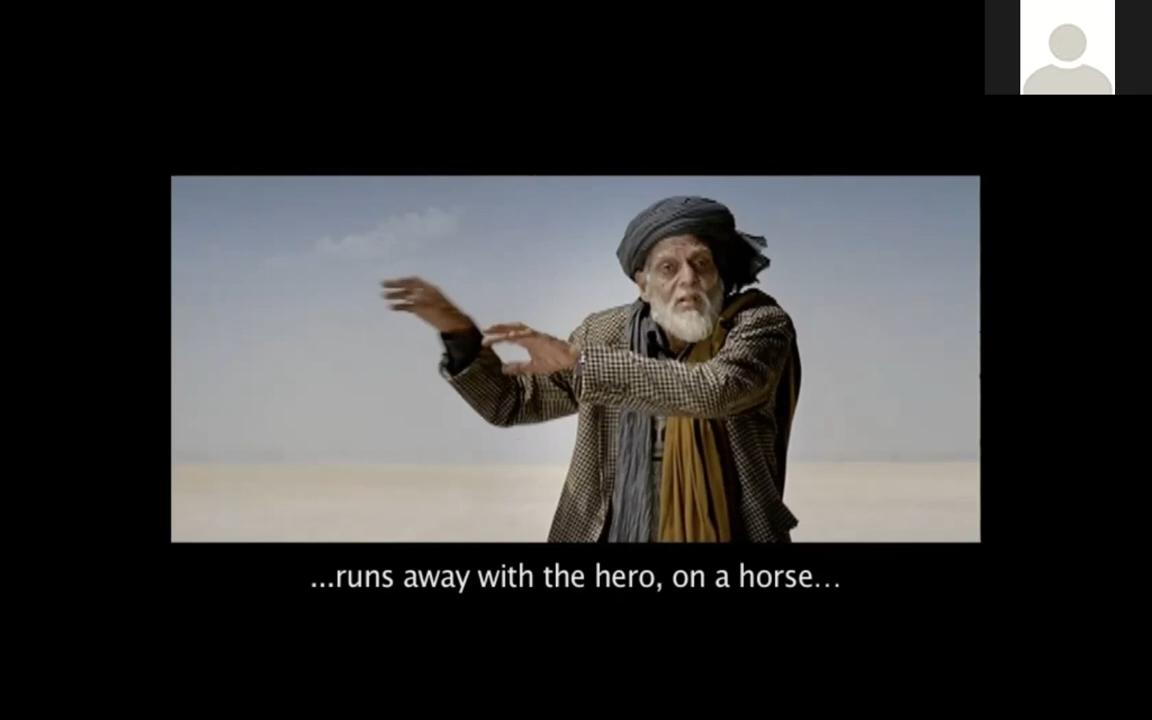 ...runs away with the hero, on a horse...